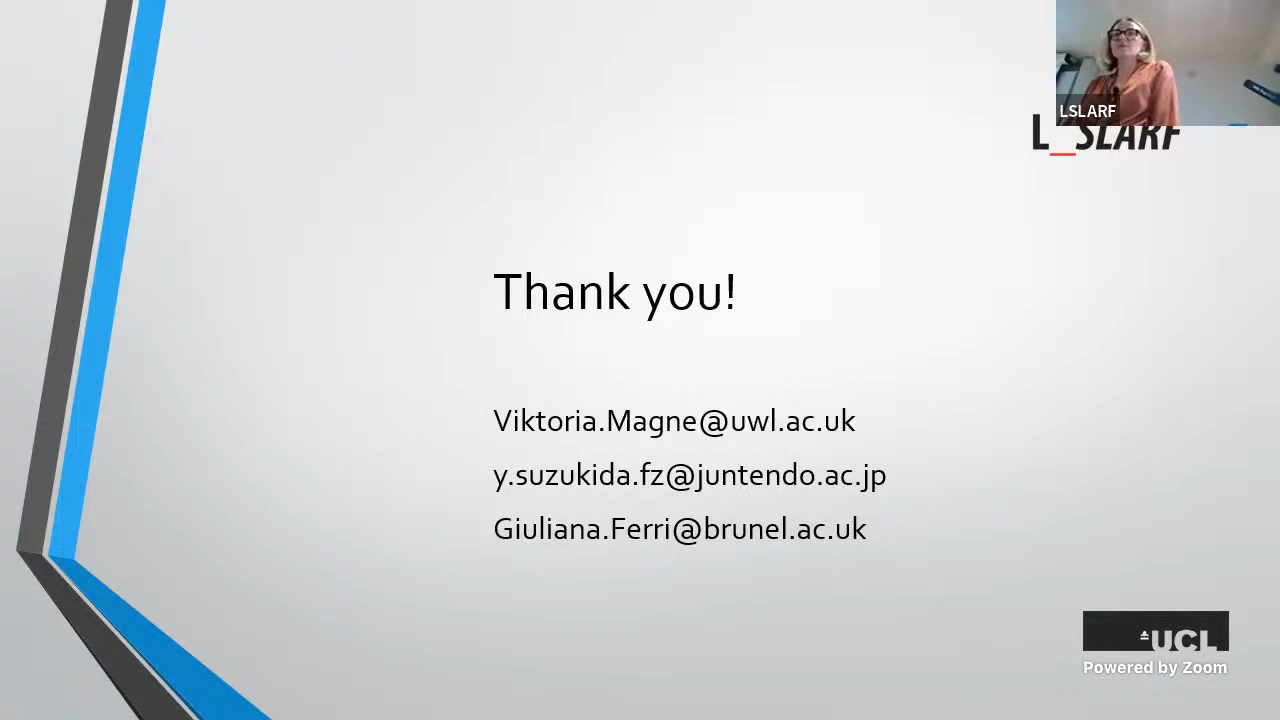 LSLARF
L_SLARF
Thank you!
Viktoria.Magne@uwl.ac.uk
y.suzukida.fz@juntendo.ac.jp
Giuliana.Ferri@brunel.ac.uk
UCL
Powered by Zoom